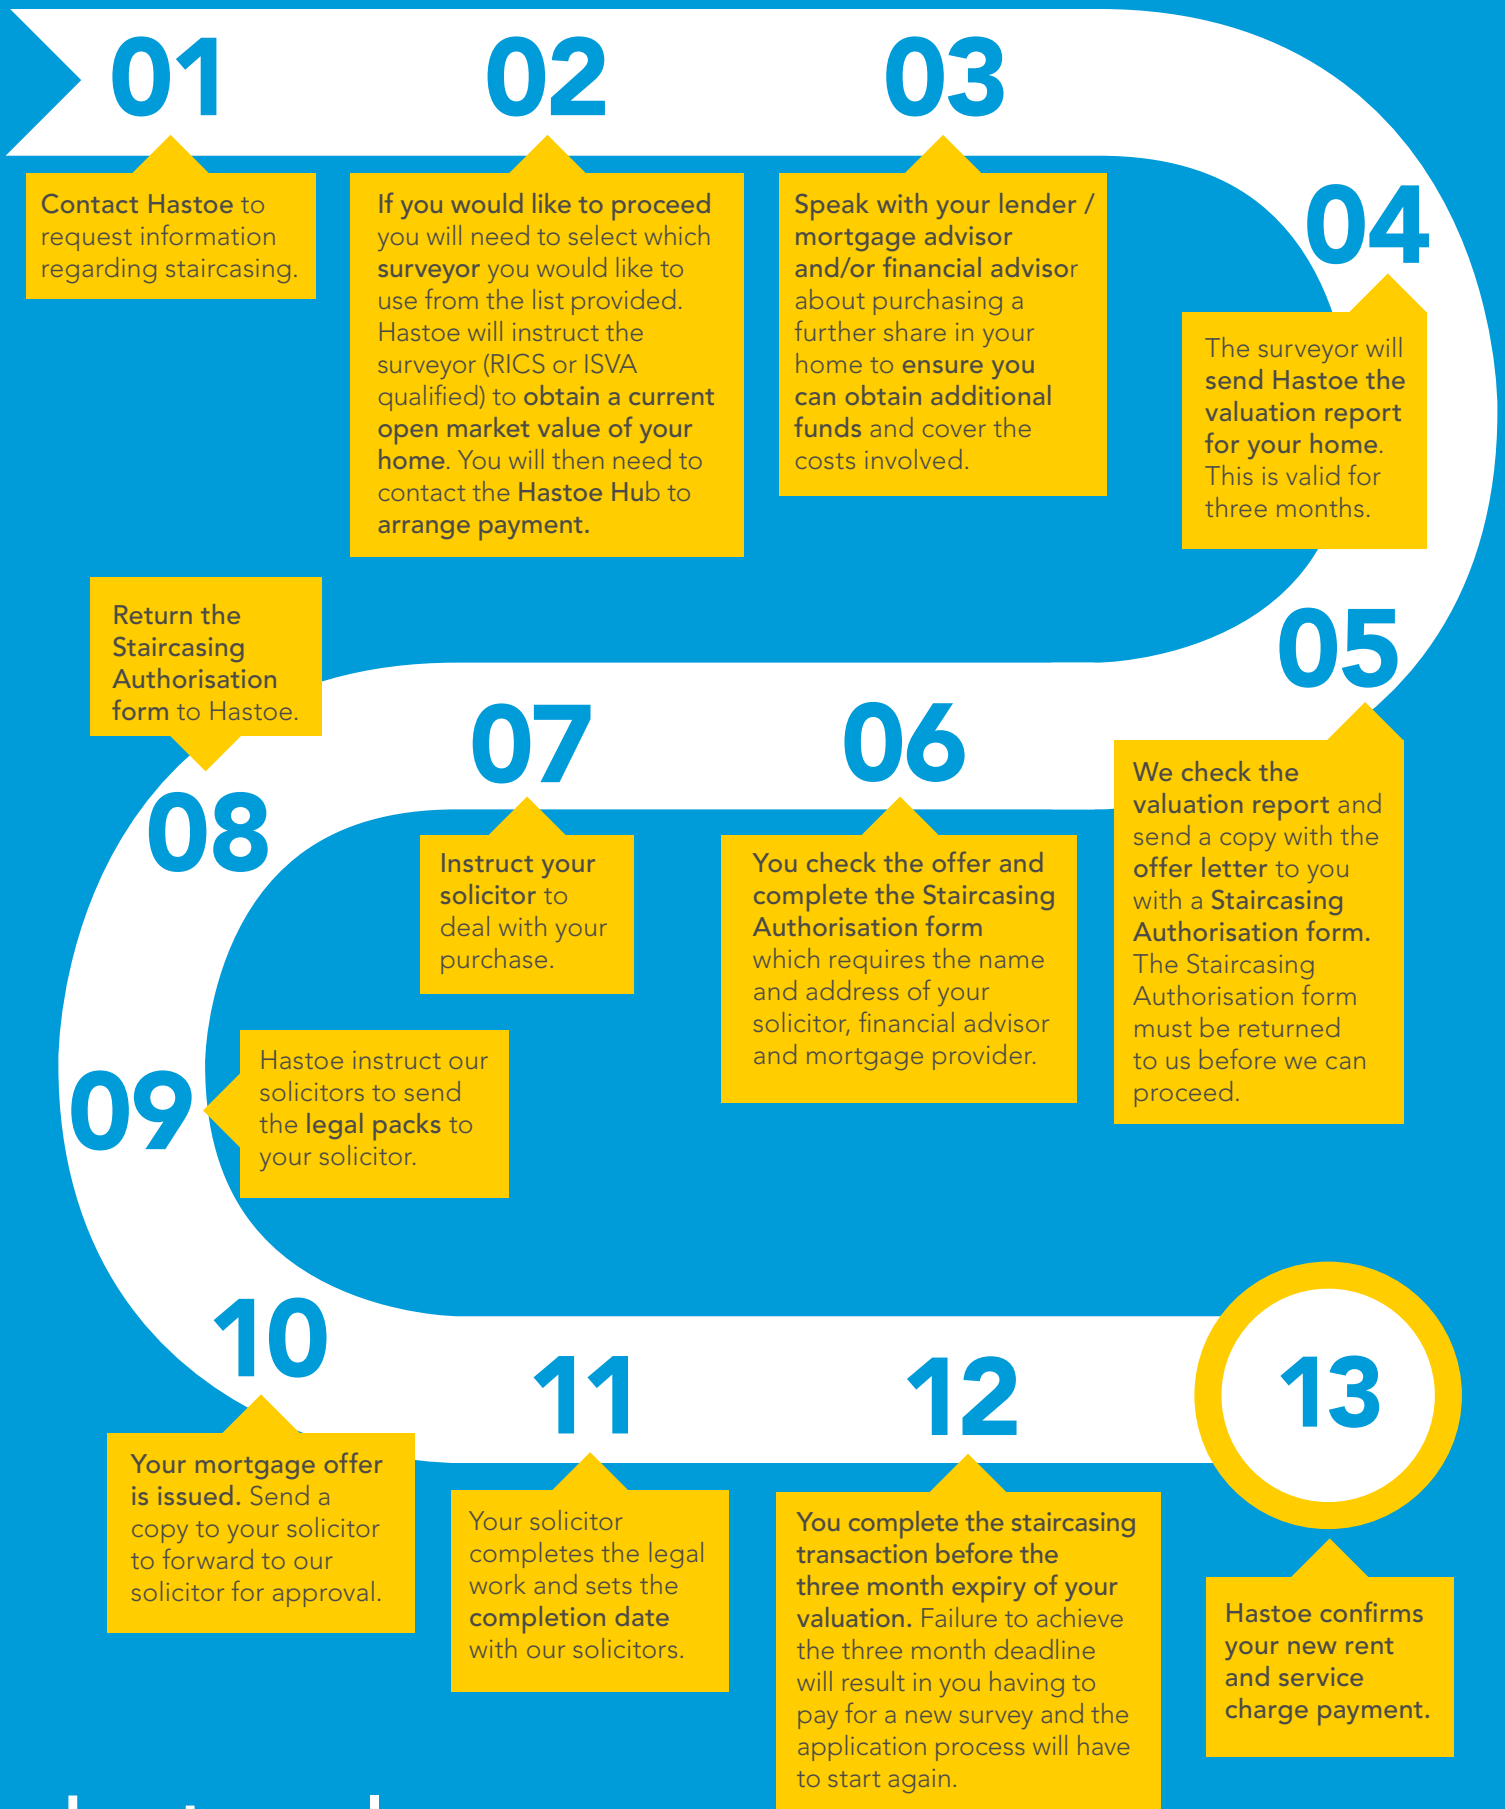 01
Contact Hastoe to
request information
regarding staircasing.
02
If you would like to proceed
you will need to select which
surveyor you would like to
use from the list provided.
Hastoe will instruct the
surveyor (RICS or ISVA
qualified) to obtain a current
open market value of your
home. You will then need to
contact the Hastoe Hub to
arrange payment.
03
Speak with your lender /
mortgage advisor
and/or financial advisor
about purchasing a
further share in your
home to ensure you
can obtain additional
funds and cover the
costs involved.
04
The surveyor will
send Hastoe the
valuation report
for your home.
This is valid for
three months.
05
We check the
valuation report and
send a copy with the
offer letter to you
with a Staircasing
Authorisation form.
The Staircasing
Authorisation form
must be returned
to us before we can
proceed.
06
You check the offer and
complete the Staircasing
Authorisation form
which requires the name
and address of your
solicitor, financial advisor
and mortgage provider.
07
Instruct your
solicitor to
deal with your
purchase.
08
Return the
Staircasing
Authorisation
form to Hastoe.
09
Hastoe instruct our
solicitors to send
the legal packs to
your solicitor.
10
Your mortgage offer
is issued. Send a
copy to your solicitor
to forward to our
solicitor for approval.
11
Your solicitor
completes the legal
work and sets the
completion date
with our solicitors.
12
You complete the staircasing
transaction before the
three month expiry of your
valuation. Failure to achieve
the three month deadline
will result in you having to
pay for a new survey and the
application process will have
to start again.
13
Hastoe confirms
your new rent
and service
charge payment.